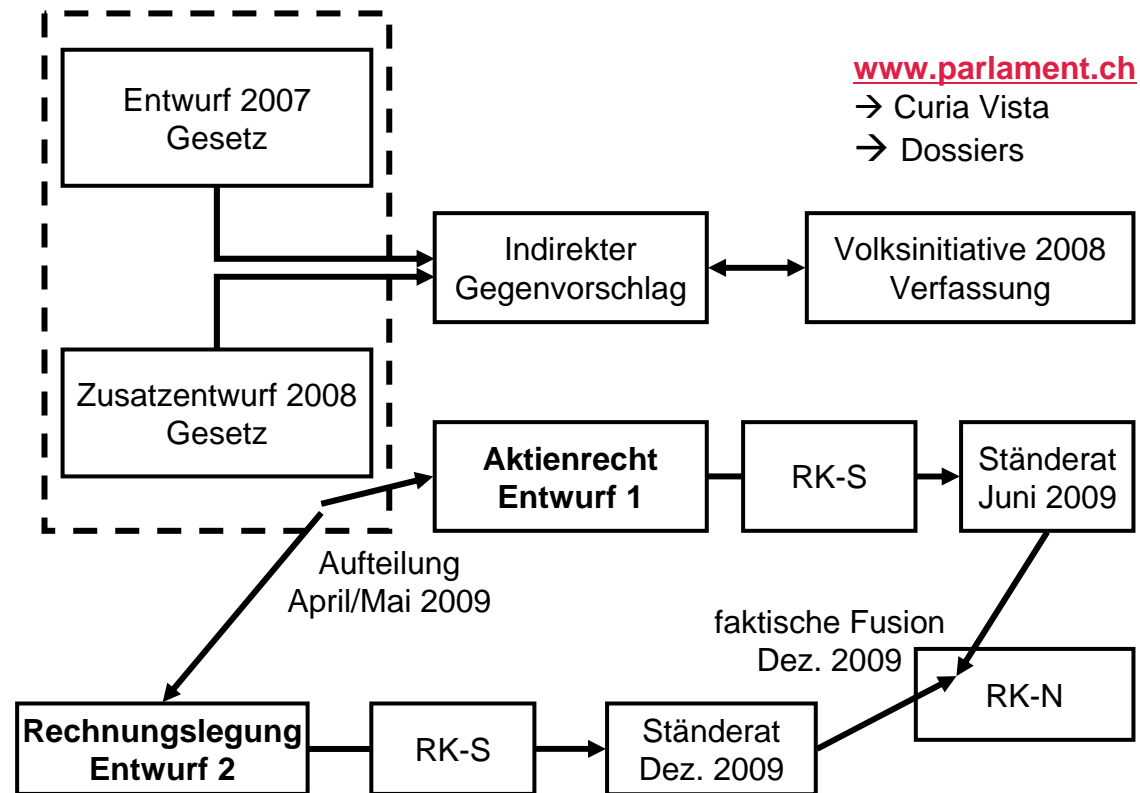 Entwurf 2007
Gesetz
www.parlament.ch
→ Curia Vista
→ Dossiers
Indirekter
Gegenvorschlag
Volksinitiative 2008
Verfassung
Zusatzentwurf 2008
Gesetz
Aktienrecht
Entwurf 1
RK-S
Ständerat
Juni 2009
Aufteilung
April/Mai 2009
faktische Fusion
Dez. 2009
RK-N
Rechnungslegung
Entwurf 2
RK-S
Ständerat
Dez. 2009